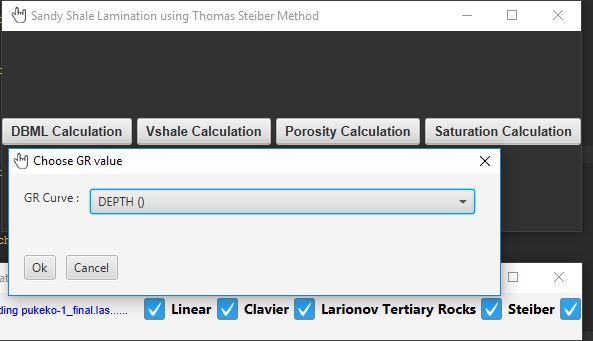 Sandy Shale Lamination using Thomas Steiber Method
DBML Calculation Vshale Calculation Porosity Calculation Saturation Calculation
Choose GR value
GR Curve :
DEPTH ()
Ok Cancel
pukeko-1_final.las...... Linear Clavier Larionov Tertiary Rocks Steiber